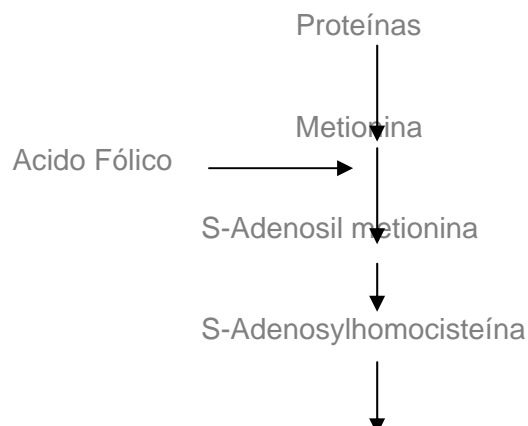 Proteínas
Metionina
Acido Fólico
S-Adenosil metionina
S-Adenosylhomocisteína